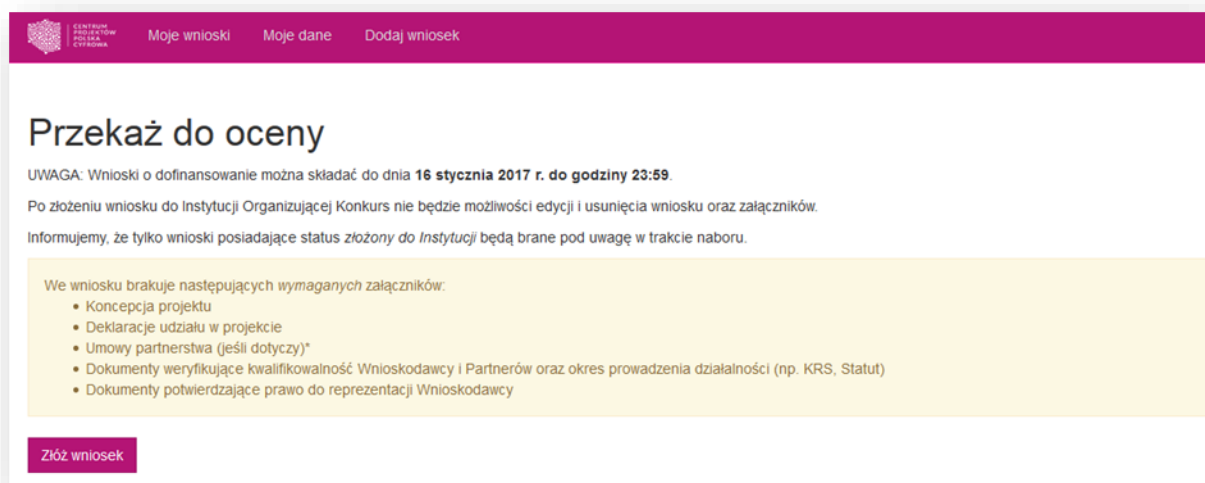 CENTRUM
PROJEKTÓW
POLSKA
CYFROWA
Moje wnioski Moje dane Dodaj wniosek
Przekaż do oceny
UWAGA: Wnioski o dofinansowanie można składać do dnia 16 stycznia 2017 r. do godziny 23:59.
Po złożeniu wniosku do Instytucji Organizującej Konkurs nie będzie możliwości edycji i usunięcia wniosku oraz załączników.
Informujemy, że tylko wnioski posiadające status złożony do Instytucji będą brane pod uwagę w trakcie naboru.
We wniosku brakuje następujących wymaganych załączników:
• Koncepcja projektu
• Deklaracje udziału w projekcie
• Umowy partnerstwa (jeśli dotyczy)*
• Dokumenty weryfikujące kwalifikowalność Wnioskodawcy i Partnerów oraz okres prowadzenia działalności (np. KRS, Statut)
• Dokumenty potwierdzające prawo do reprezentacji Wnioskodawcy
Złóż wniosek